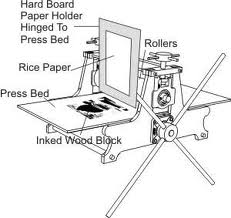 Hard Board
Paper Holder
Hinged To
Press Bed
Rollers
Rice Paper
Press Bed
Inked Wood Block